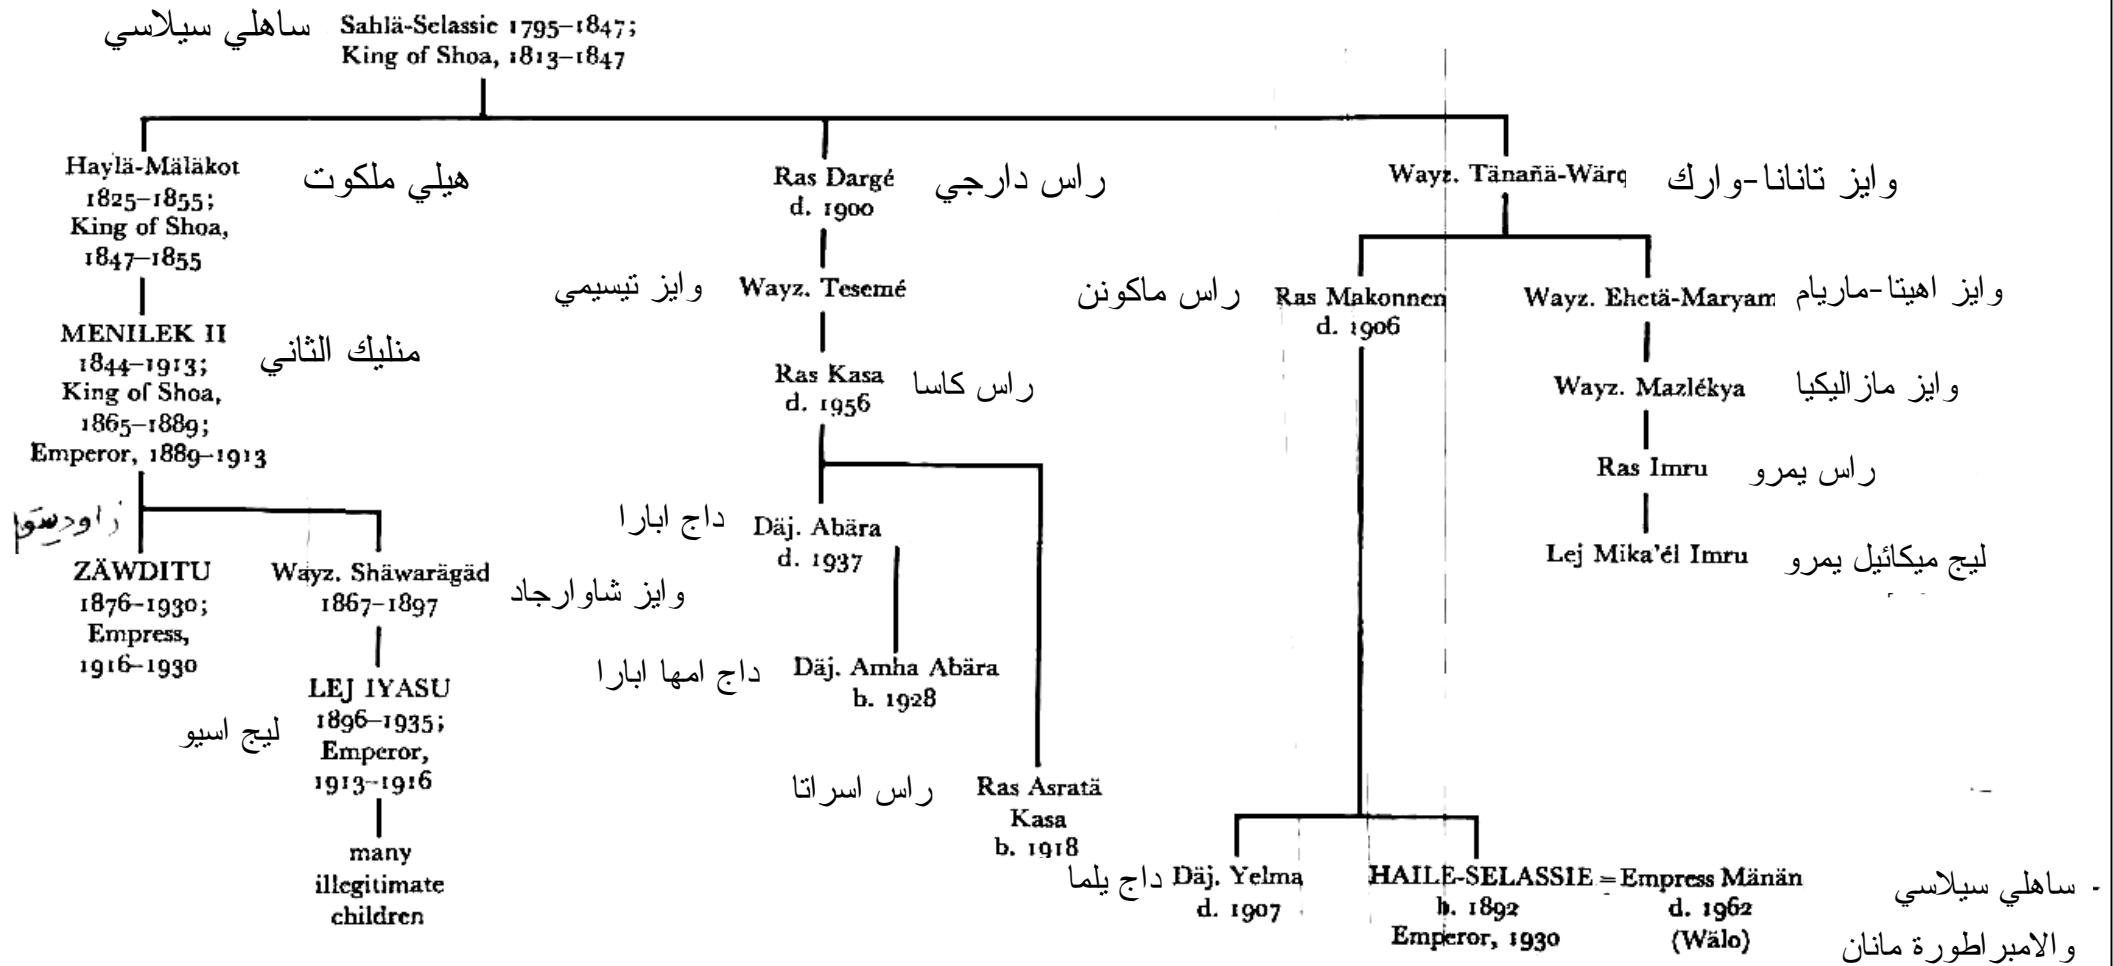 ساهلي سيلاسي
Sahlä-Selassie 1795–1847;
King of Shoa, 1813–1847
Haylä-Mäläkot
1825–1855;
King of Shoa,
1847–1855
هيلي ملكوت
Ras Dargé
d. 1900
راس دارجي
Wayz. Tänañä-Wärq
وايز تانانا-وارك
MENILEK II
1844–1913;
King of Shoa,
1865–1889;
Emperor, 1889–1913
منليك الثاني
وايز تيسيمي
Wayz. Tesemé
راس ماكونن
Ras Makonnen
d. 1906
Wayz. Ehetä-Maryam
وايز اهيتا-ماريام
Ras Kasa
d. 1956
راس كاسا
Wayz. Mazlékya
وايز مازاليكيا
Ras Imru
راس يمرو
ZÄWDITU
1876–1930;
Empress,
1916–1930
Wayz. Shäwarägäd
1867–1897
وايز شاوارجاد
داج ابارا
Däj. Abära
d. 1937
Lej Mika'él Imru
ليج ميكائيل يمرو
ليج اسيو
LEJ IYASU
1896–1935;
Emperor,
1913–1916
داج امها ابارا
Däj. Amha Abära
b. 1928
راس اسراتا
Ras Asratä
Kasa
b. 1918
many
illegitimate
children
داج يلما
Däj. Yelma
d. 1907
HAILE-SELASSIE = Empress Mänän
b. 1892
Emperor, 1930
d. 1962
(Wälo)
- ساهلي سيلاسي
والامبراطورة مانان